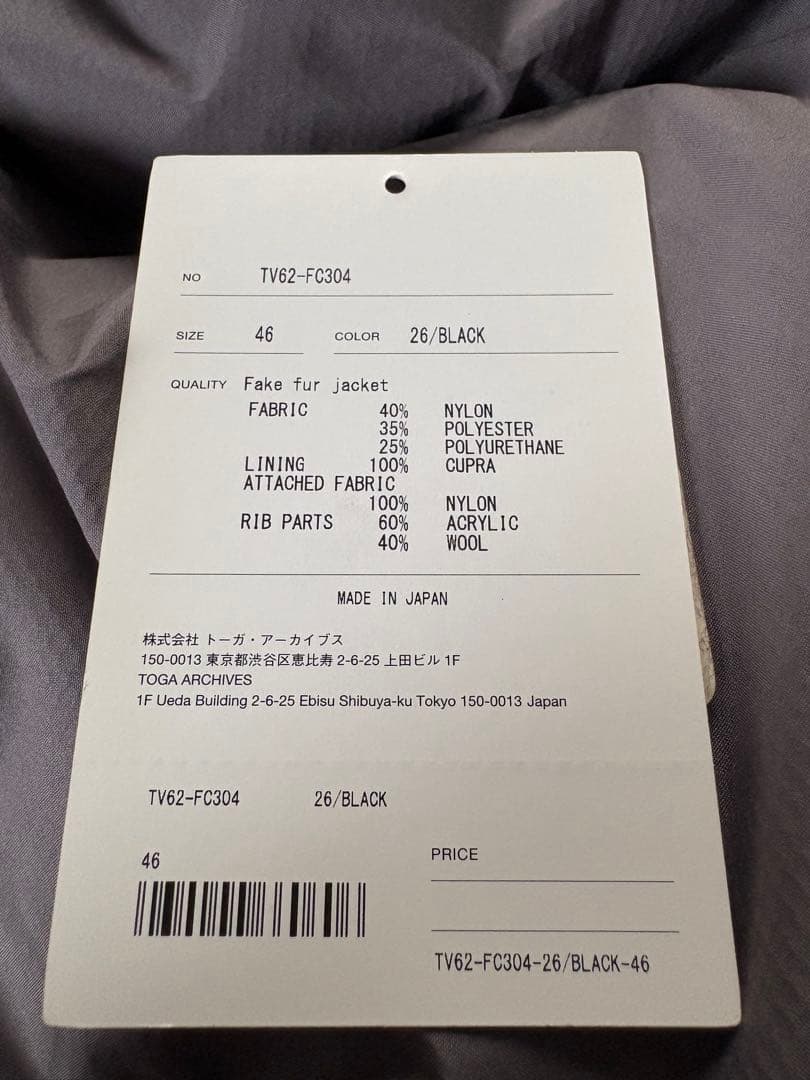 NO TV62-FC304
SIZE 46 COLOR 26/BLACK
QUALITY Fake fur jacket
FABRIC 40% NYLON
35% POLYESTER
25% POLYURETHANE
LINING 100% CUPRA
ATTACHED FABRIC
100% NYLON
RIB PARTS 60% ACRYLIC
40% WOOL
MADE IN JAPAN
株式会社 トーガ・アーカイブス
150-0013 東京都渋谷区恵比寿 2-6-25 上田ビル 1F
TOGA ARCHIVES
1F Ueda Building 2-6-25 Ebisu Shibuya-ku Tokyo 150-0013 Japan
TV62-FC304 26/BLACK
46
PRICE
TV62-FC304-26/BLACK-46